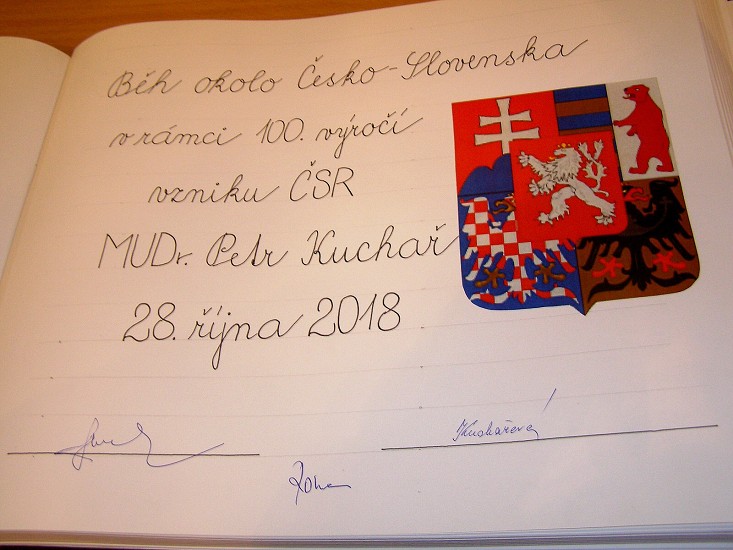 Běh okolo Česko-Slovenska
v rámci 100. výročí
vzniku ČSR
MUDr. Petr Kuchař
28. října 2018
Kuchařová